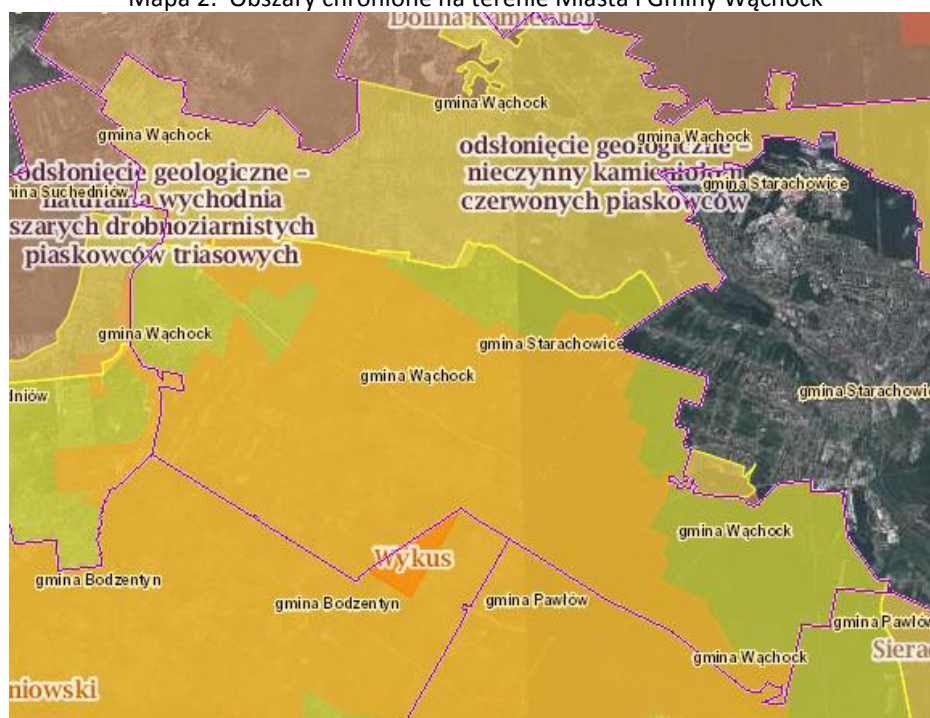 Mapa 2. Obszary chronione na terenie Miasta i Gminy Wąchock
Dolina Kamiennej
gmina Wąchock
gmina Wąchock
gmina Wąchock
odsłonięcie geologiczne –
nieczynny kamieniołom
czerwonych piaskowców
gmina Starachowice
odsłonięcie geologiczne –
naturalna wychodnia
szarych drobnoziarnistych
piaskowców triasowych
gmina Suchedniów
gmina Wąchock
gmina Starachowice
gmina Wąchock
gmina Starachowice
dniów
gmina Wąchock
Wykus
gmina Bodzentyn
gmina Bodzentyn
gmina Pawłów
gmina Pawłów
Sierad
gmina Wąchock
niowski